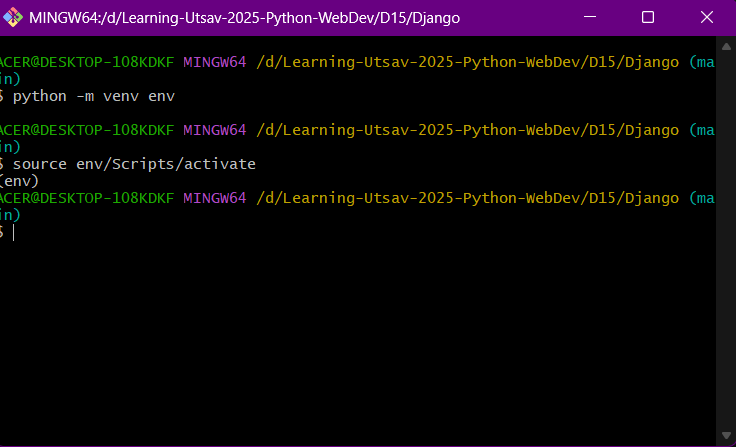 MINGW64:/d/Learning-Utsav-2025-Python-WebDev/D15/Django
ACER@DESKTOP-108KDKF MINGW64 /d/Learning-Utsav-2025-Python-WebDev/D15/Django (ma
in)
$ python -m venv env
ACER@DESKTOP-108KDKF MINGW64 /d/Learning-Utsav-2025-Python-WebDev/D15/Django (ma
in)
$ source env/Scripts/activate
(env)
ACER@DESKTOP-108KDKF MINGW64 /d/Learning-Utsav-2025-Python-WebDev/D15/Django (ma
in)
$